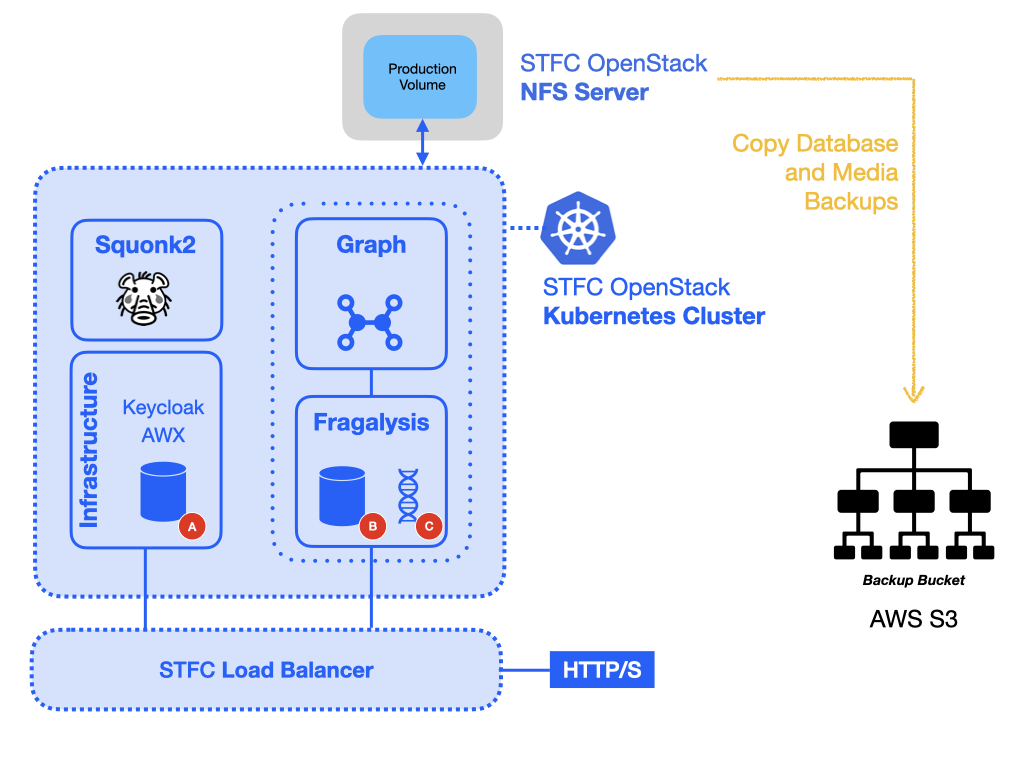 Production
Volume
STFC OpenStack
NFS Server
Copy Database
and Media
Backups
Squonk2
Graph
STFC OpenStack
Kubernetes Cluster
Infrastructure
Keycloak
AWX
A
Fragalysis
B
C
Backup Bucket
AWS S3
STFC Load Balancer
HTTP/S